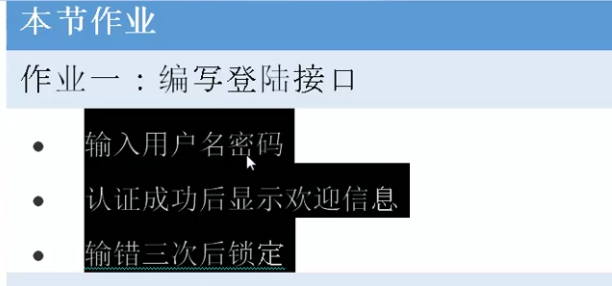 本节作业
作业一：编写登陆接口
• 输入用户名密码
• 认证成功后显示欢迎信息
• 输错三次后锁定